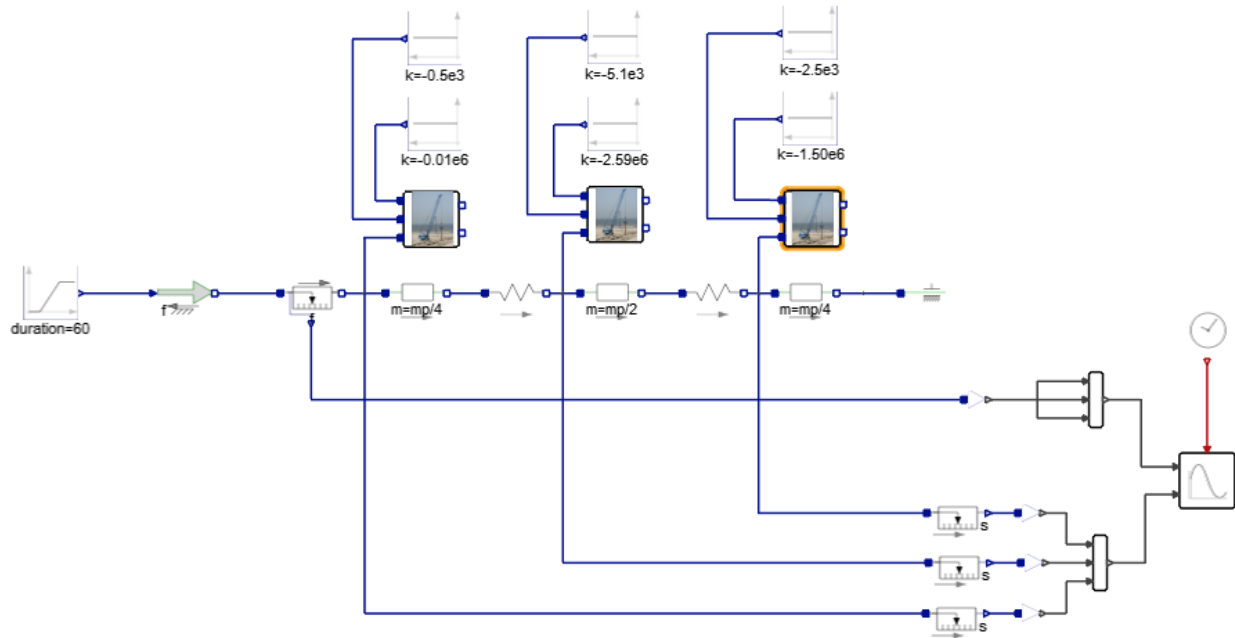 k=-0.5e3
k=-5.1e3
k=-2.5e3
k=-0.01e6
k=-2.59e6
k=-1.50e6
f
duration=60
f
m=mp/4
m=mp/2
m=mp/4
s
s
s